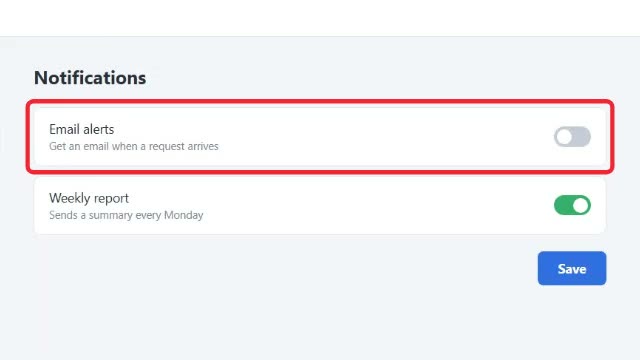 Notifications
Email alerts
Get an email when a request arrives
Weekly report
Sends a summary every Monday
Save